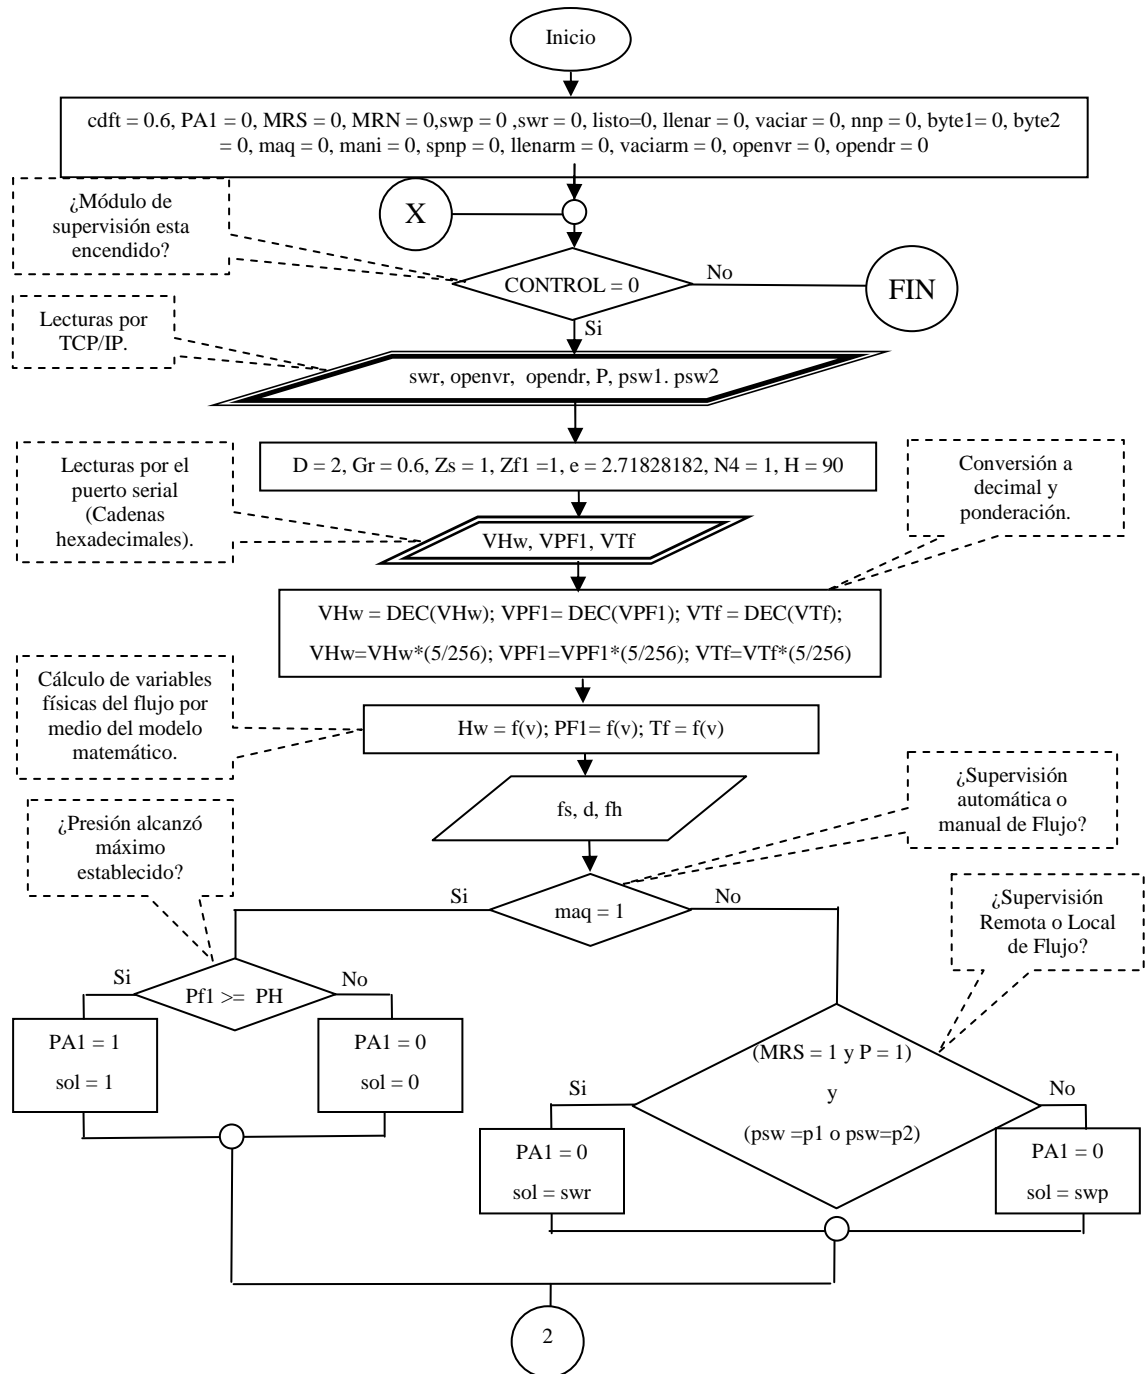 Inicio
cdft = 0.6, PA1 = 0, MRS = 0, MRN = 0,swp = 0 ,swr = 0, listo=0, llenar = 0, vaciar = 0, nnp = 0, byte1= 0, byte2
= 0, maq = 0, mani = 0, spnp = 0, llenarm = 0, vaciarm = 0, openvr = 0, opendr = 0
¿Módulo de
supervisión esta
encendido?
X
CONTROL = 0
No
FIN
Si
Lecturas por
TCP/IP.
swr, openvr, opendr, P, psw1. psw2
D = 2, Gr = 0.6, Zs = 1, Zf1 =1, e = 2.71828182, N4 = 1, H = 90
Lecturas por el
puerto serial
(Cadenas
hexadecimales).
Conversión a
decimal y
ponderación.
VHw, VPF1, VTf
VHw = DEC(VHw); VPF1= DEC(VPF1); VTf = DEC(VTf);
VHw=VHw*(5/256); VPF1=VPF1*(5/256); VTf=VTf*(5/256)
Cálculo de variables
físicas del flujo por
medio del modelo
matemático.
Hw = f(v); PF1= f(v); Tf = f(v)
fs, d, fh
¿Supervisión
automática o
manual de Flujo?
¿Presión alcanzó
máximo
establecido?
Si
maq = 1
No
¿Supervisión
Remota o Local
de Flujo?
Si
Pf1 >= PH
No
PA1 = 1
sol = 1
PA1 = 0
sol = 0
(MRS = 1 y P = 1)
y
(psw =p1 o psw=p2)
Si
No
PA1 = 0
sol = swr
PA1 = 0
sol = swp
2